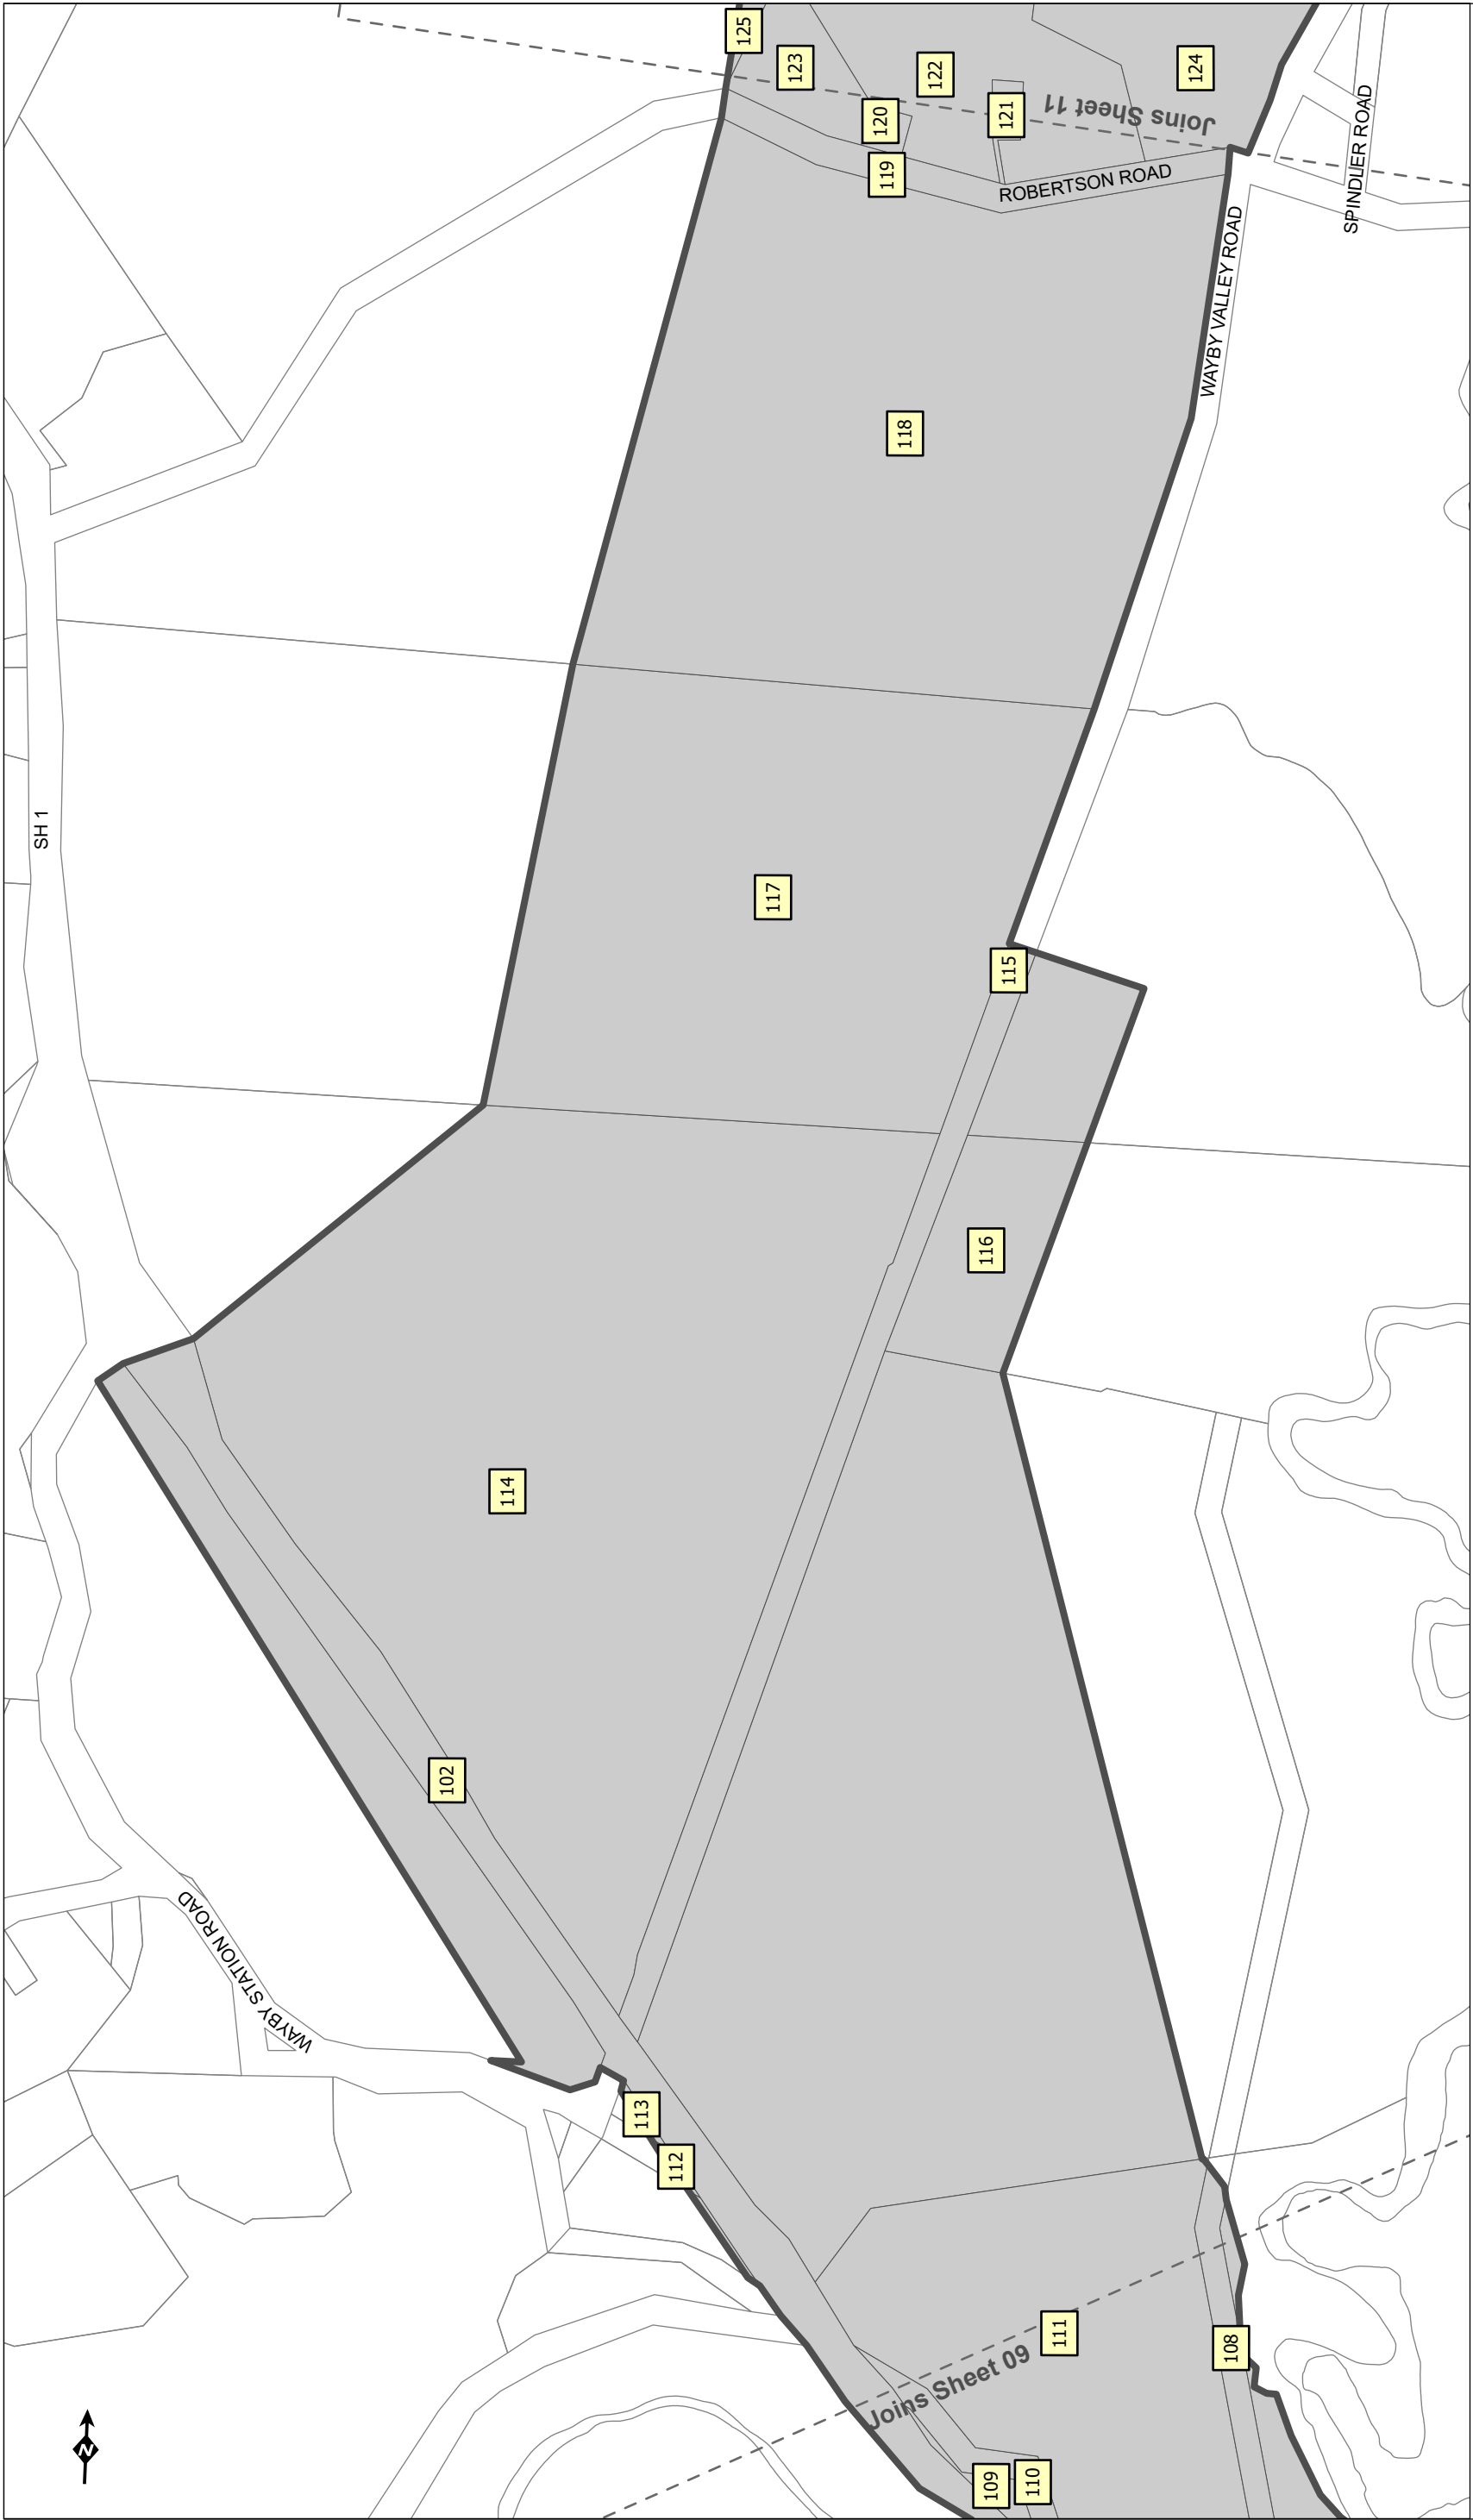 125
123
122
124
120
121
Joins Sheet 11
119
ROBERTSON ROAD
SPINDLER ROAD
WAYBY VALLEY ROAD
118
SH 1
117
115
116
114
102
WAYBY STATION ROAD
113
112
111
108
Joins Sheet 09
109
110
N